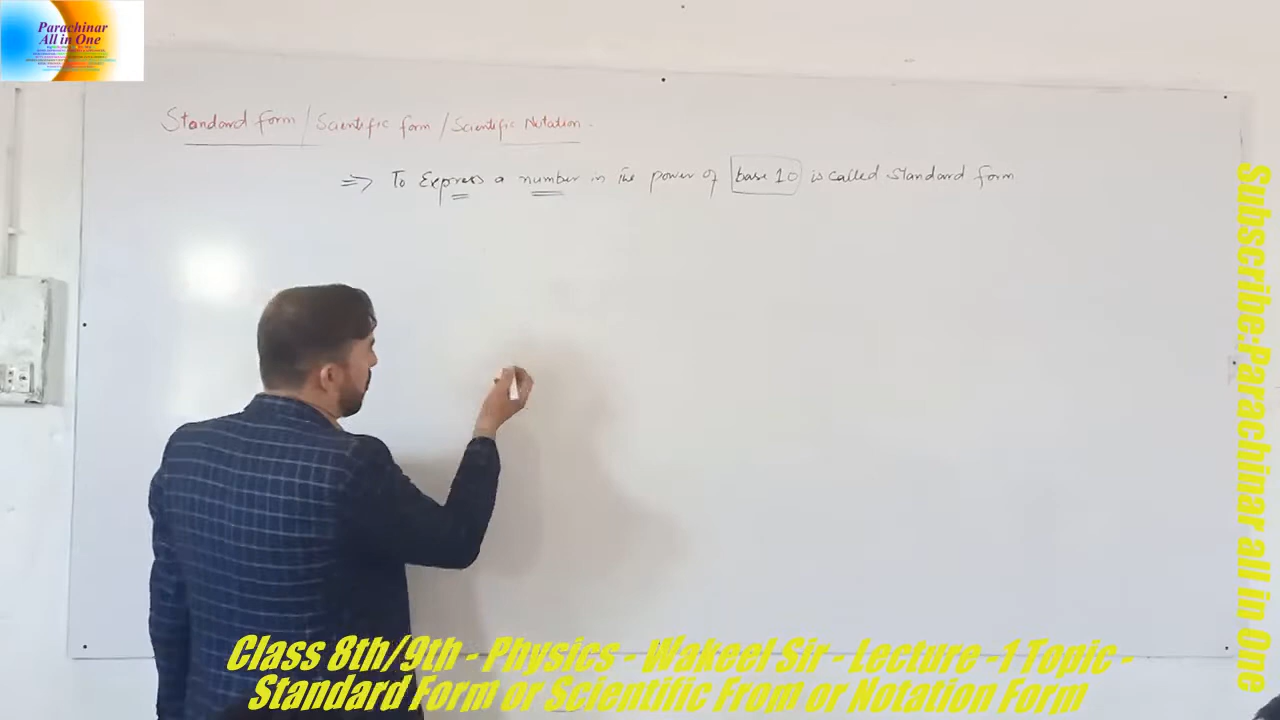 Parachinar
All in One
Standard form / Scientific form / Scientific Notation.
⇒ To Express a number in the power of base 10 is called Standard form
Subscribe:Parachinar all in One
Class 8th/9th - Physics - Wakeel Sir - Lecture -1 Topic -
Standard Form or Scientific From or Notation Form